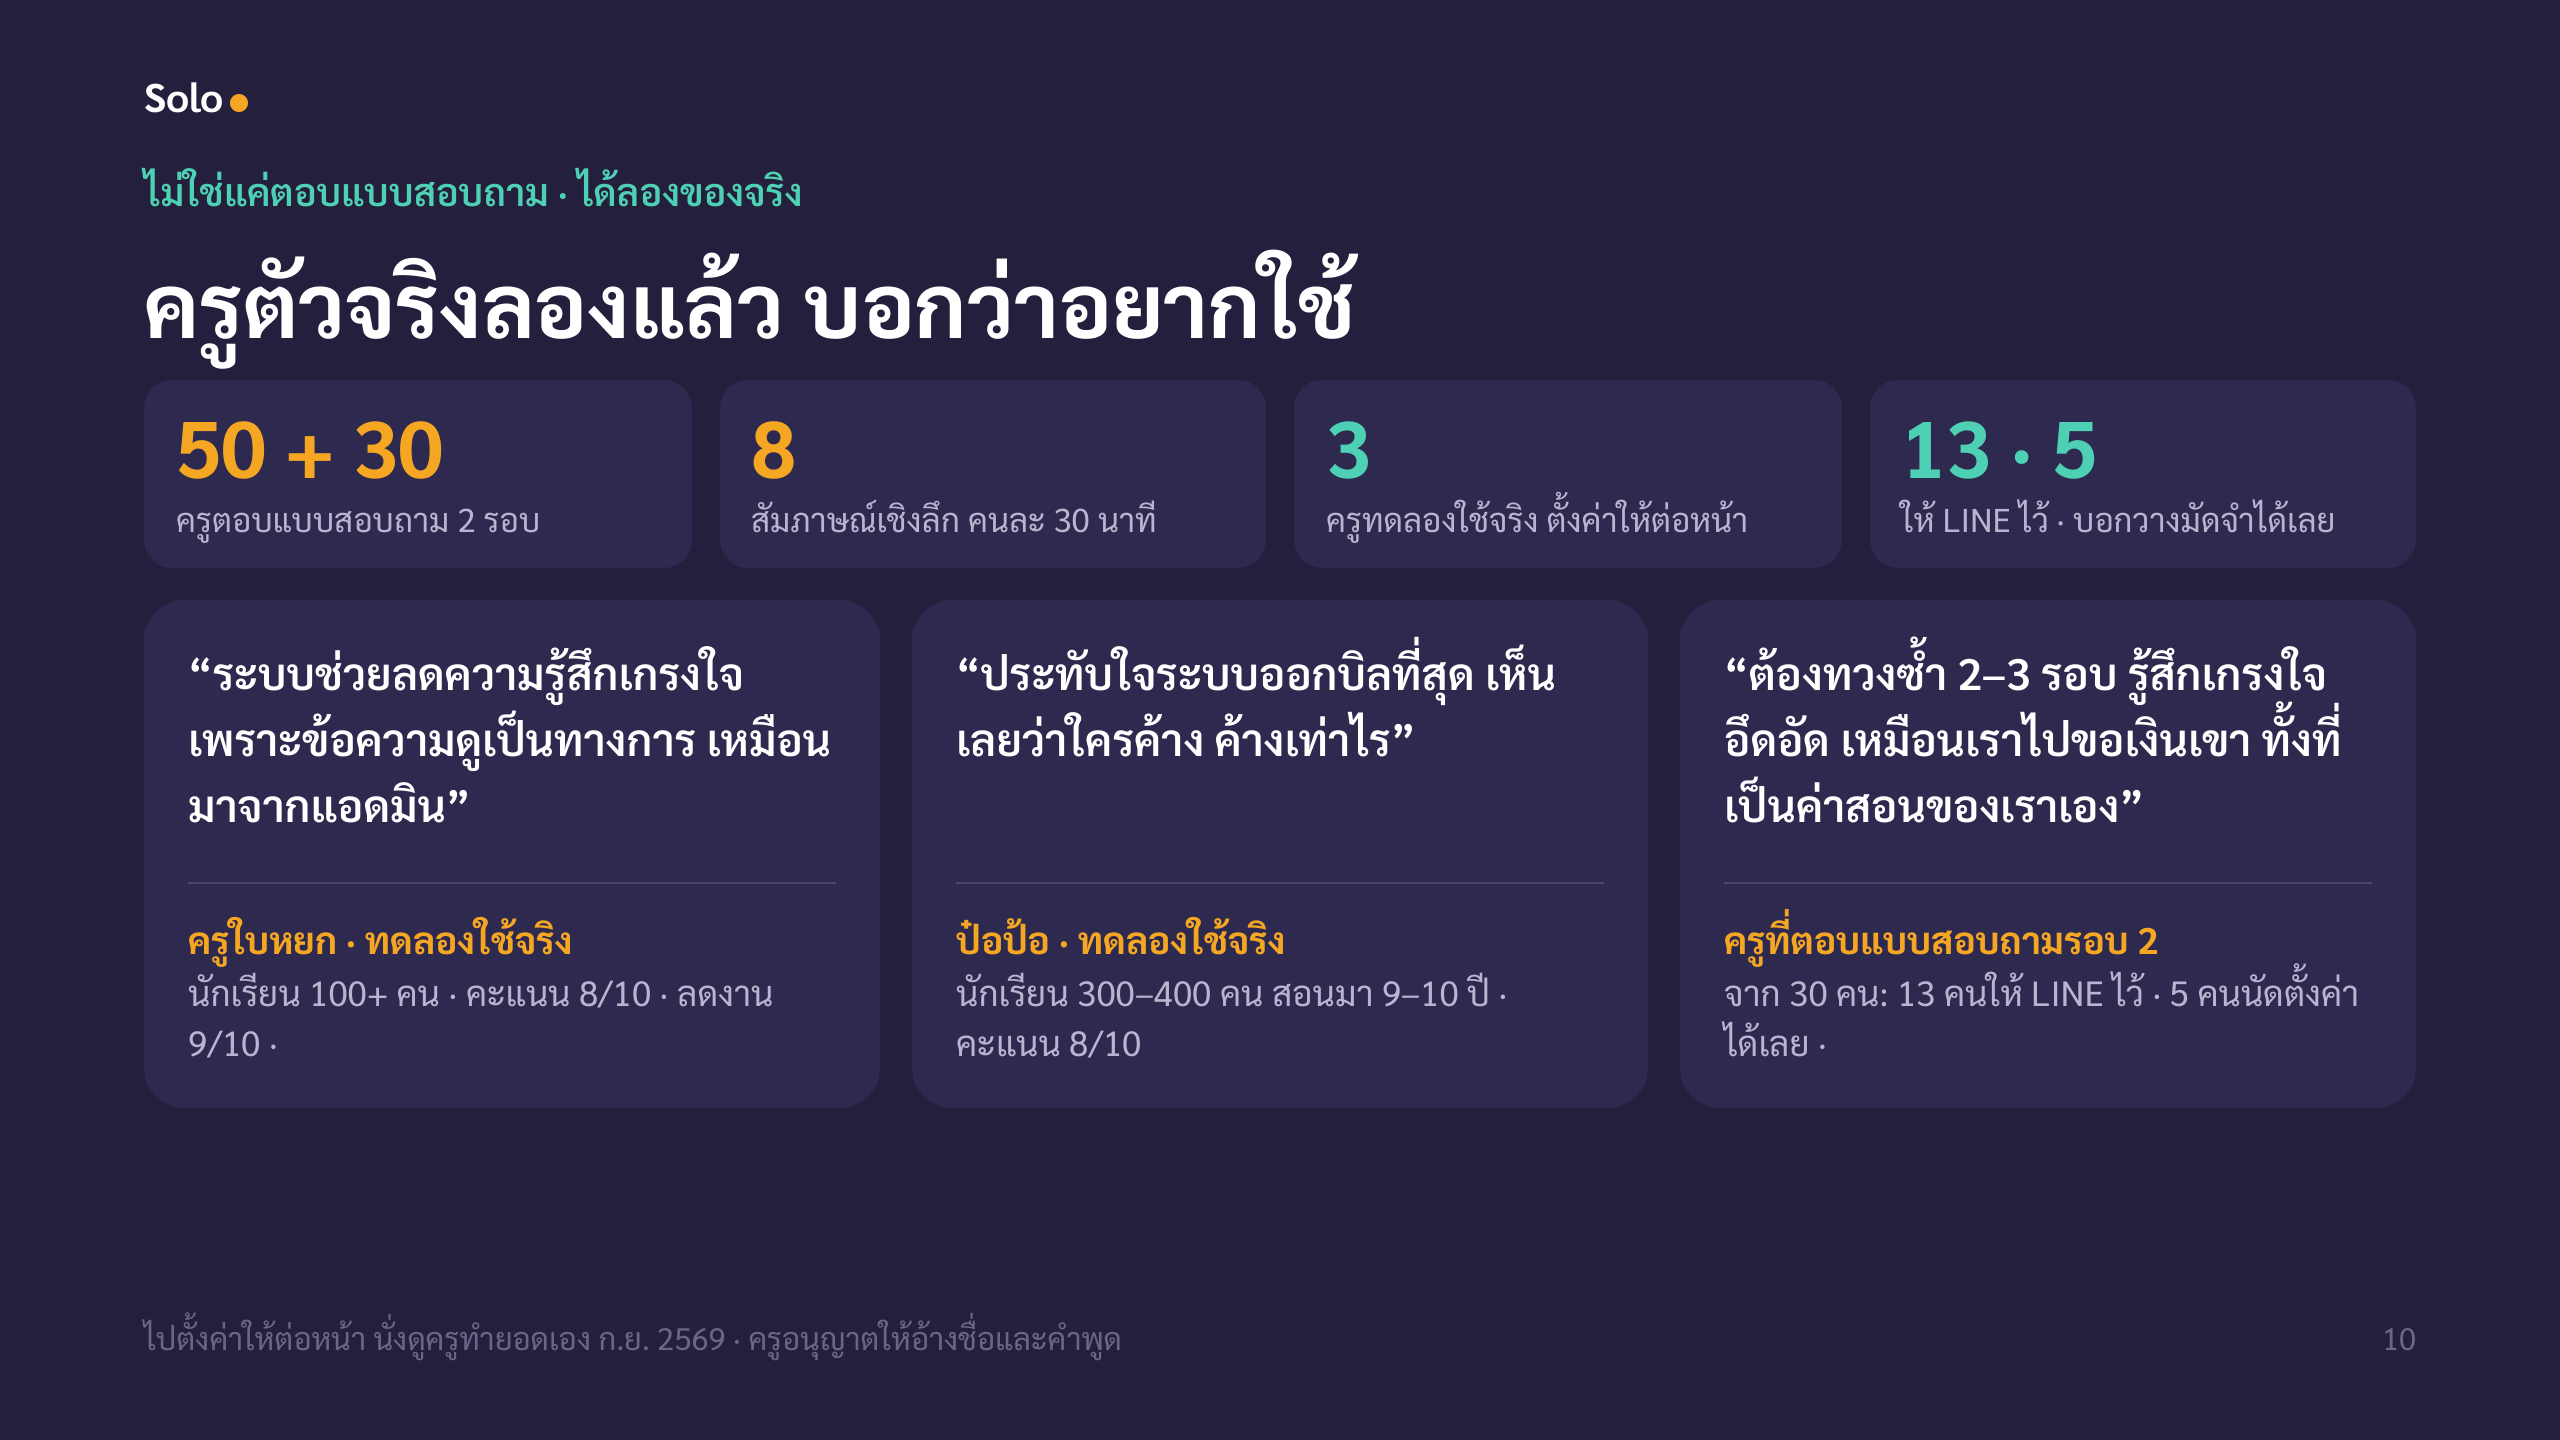 Solo
ไม่ใช่แค่ตอบแบบสอบถาม · ได้ลองของจริง
ครูตัวจริงลองแล้ว บอกว่าอยากใช้
50 + 30
ครูตอบแบบสอบถาม 2 รอบ
8
สัมภาษณ์เชิงลึก คนละ 30 นาที
3
ครูทดลองใช้จริง ตั้งค่าให้ต่อหน้า
13 · 5
ให้ LINE ไว้ · บอกวางมัดจำได้เลย
“ระบบช่วยลดความรู้สึกเกรงใจ
เพราะข้อความดูเป็นทางการ เหมือน
มาจากแอดมิน”
ครูใบหยก · ทดลองใช้จริง
นักเรียน 100+ คน · คะแนน 8/10 · ลดงาน
9/10 ·
“ประทับใจระบบออกบิลที่สุด เห็น
เลยว่าใครค้าง ค้างเท่าไร”
ป๋อป้อ · ทดลองใช้จริง
นักเรียน 300–400 คน สอนมา 9–10 ปี ·
คะแนน 8/10
“ต้องทวงซ้ำ 2–3 รอบ รู้สึกเกรงใจ
อึดอัด เหมือนเราไปขอเงินเขา ทั้งที่
เป็นค่าสอนของเราเอง”
ครูที่ตอบแบบสอบถามรอบ 2
จาก 30 คน: 13 คนให้ LINE ไว้ · 5 คนนัดตั้งค่า
ได้เลย ·
ไปตั้งค่าให้ต่อหน้า นั่งดูครูทำยอดเอง ก.ย. 2569 · ครูอนุญาตให้อ้างชื่อและคำพูด
10